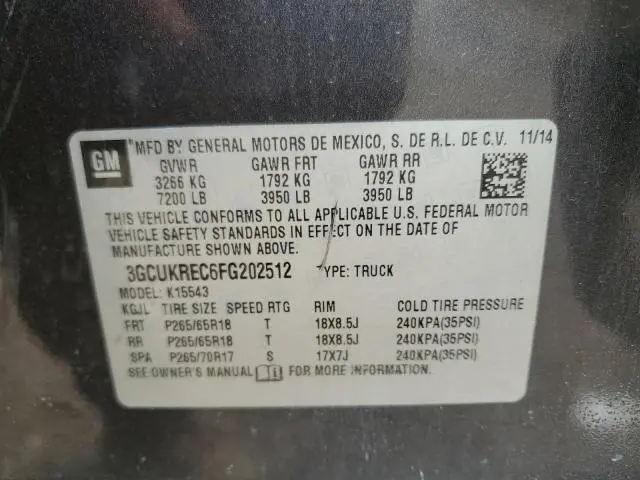 GM
"MFD BY GENERAL MOTORS DE MEXICO, S. DE R.L. DE C.V. 11/14
GVWR GAWR FRT GAWR RR
3266 KG 1792 KG 1792 KG
7200 LB 3950 LB 3950 LB
THIS VEHICLE CONFORMS TO ALL APPLICABLE U.S. FEDERAL MOTOR
VEHICLE SAFETY STANDARDS IN EFFECT ON THE DATE OF
MANUFACTURE SHOWN ABOVE.
3GCUKREC6FG202512 TYPE: TRUCK
MODEL: K15543
KGJL TIRE SIZE SPEED RTG RIM COLD TIRE PRESSURE
FRT P265/65R18 T 18X8.5J 240KPA(35PSI)
RR P265/65R18 T 18X8.5J 240KPA(35PSI)
SPA P265/70R17 S 17X7J 240KPA(35PSI)
SEE OWNER'S MANUAL FOR MORE INFORMATION.